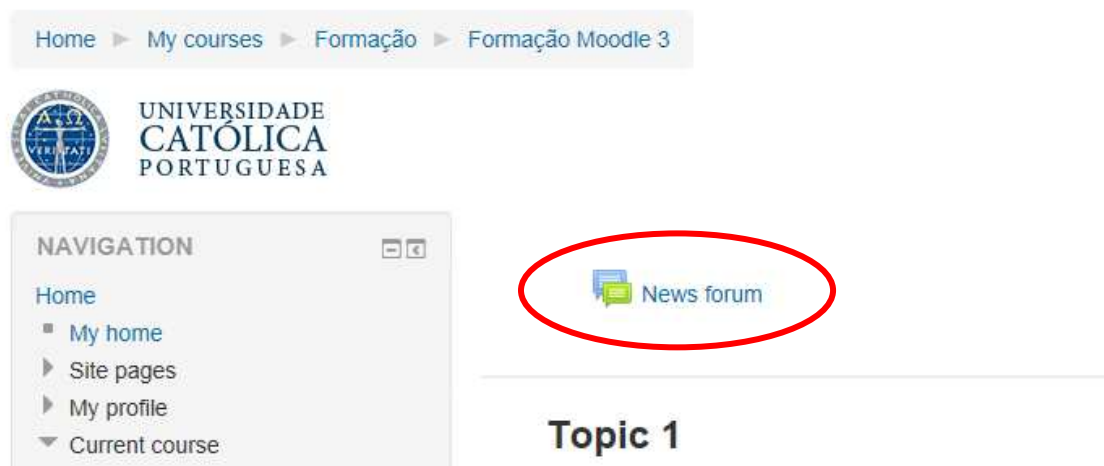 Home My courses Formação Formação Moodle 3
UNIVERSIDADE
CATÓLICA
PORTUGUESA
NAVIGATION
Home
My home
Site pages
My profile
Current course
News forum
Topic 1